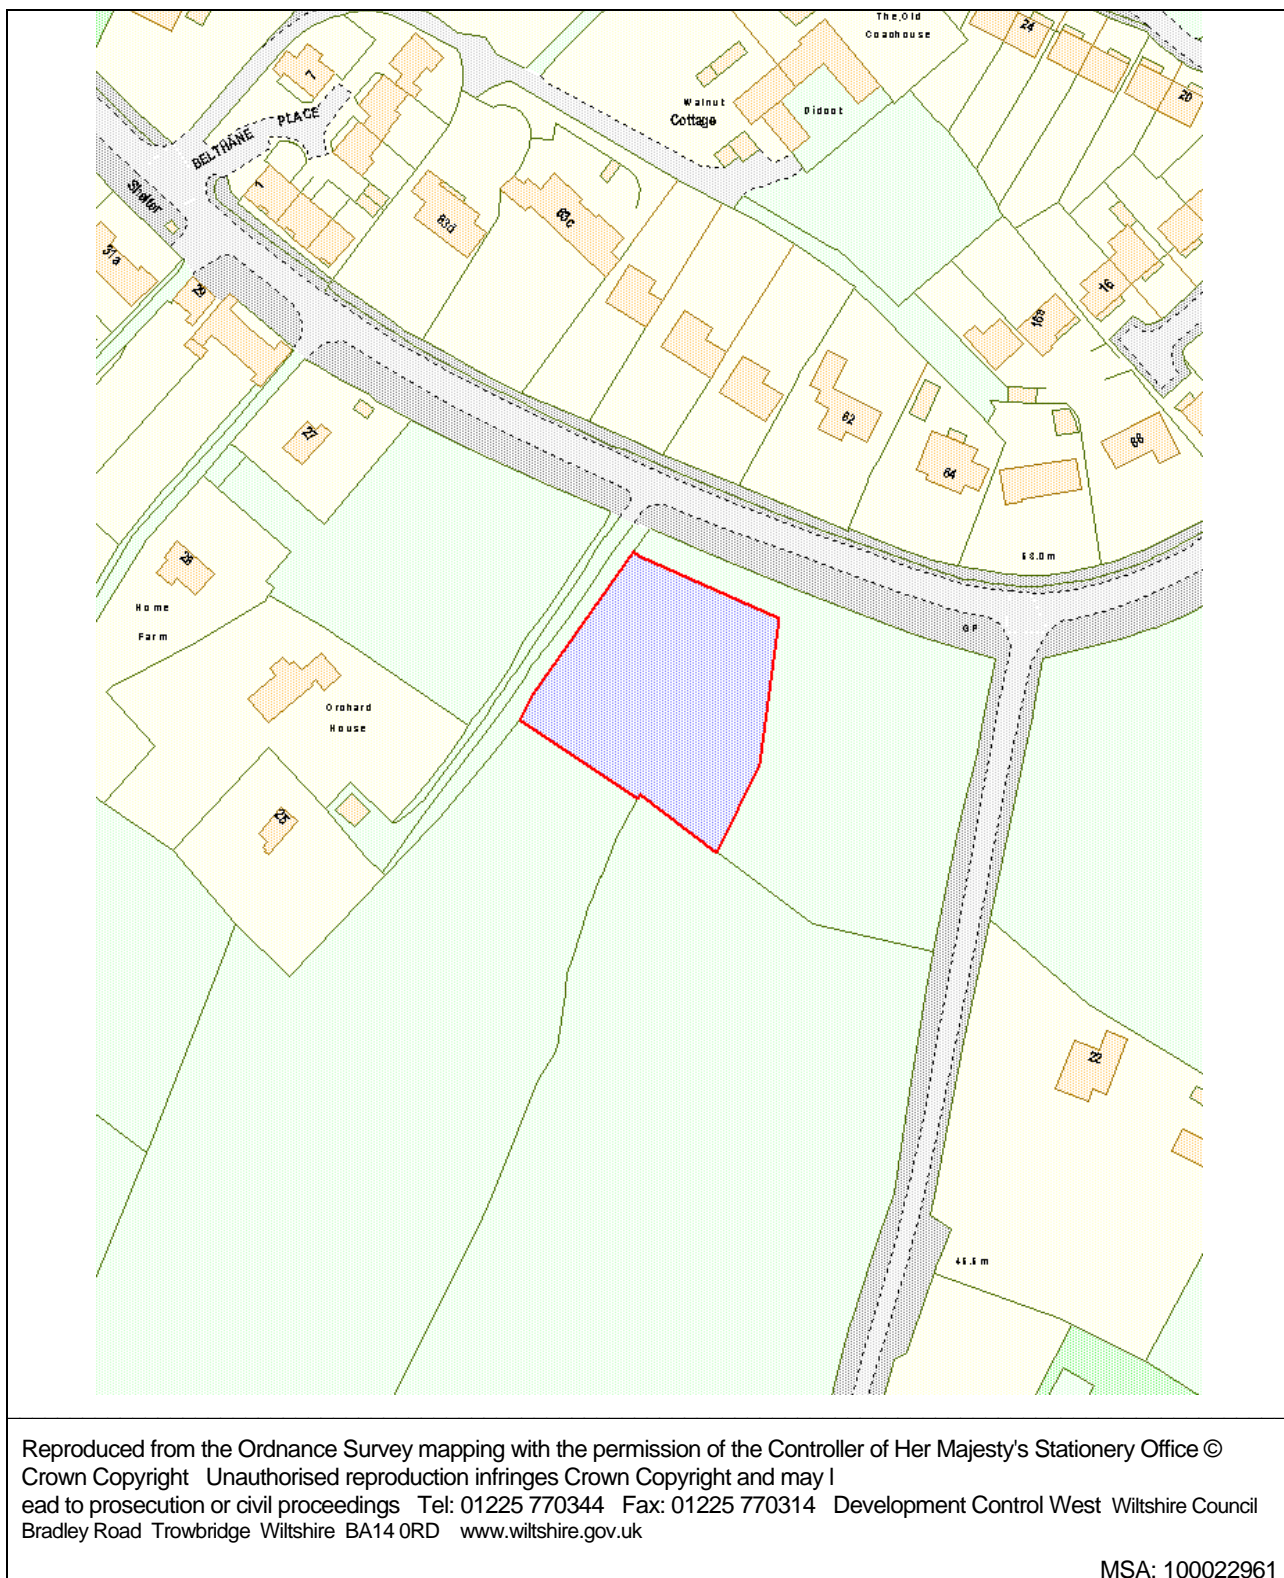 The Old
Coachouse
24
20
7
Walnut
Cottage
Didcot
BELTHANE PLACE
Shelter
1
83d
83c
31a
29
16
16a
27
62
64
68
53.0m
26
Home
Farm
GP
Orchard
House
25
22
45.5m
Reproduced from the Ordnance Survey mapping with the permission of the Controller of Her Majesty's Stationery Office ©
Crown Copyright Unauthorised reproduction infringes Crown Copyright and may l
ead to prosecution or civil proceedings Tel: 01225 770344 Fax: 01225 770314 Development Control West Wiltshire Council
Bradley Road Trowbridge Wiltshire BA14 0RD www.wiltshire.gov.uk
MSA: 100022961